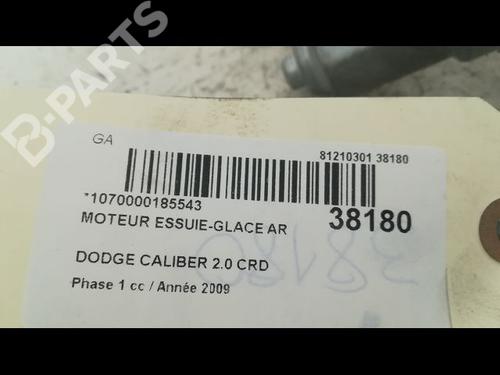 B-PARTS
GA
81210301 38180
*1070000185543
38180
MOTEUR ESSUIE-GLACE AR
DODGE CALIBER 2.0 CRD
Phase 1 cc / Année 2009
38180